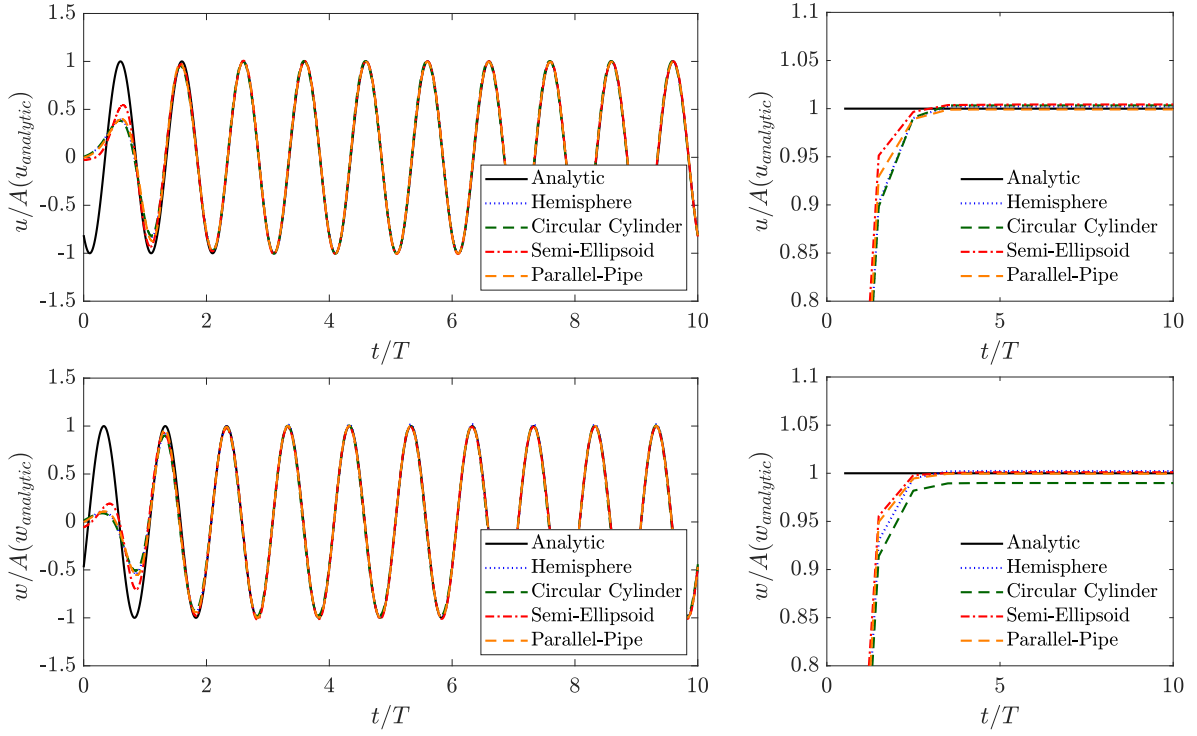 1.5
1
0.5
0
-0.5
-1
-1.5
u/A(u_analytic)
0 2 4 6 8 10
t/T
Analytic
Hemisphere
Circular Cylinder
Semi-Ellipsoid
Parallel-Pipe
1.1
1.05
1
0.95
0.9
0.85
0.8
u/A(u_analytic)
0 5 10
t/T
Analytic
Hemisphere
Circular Cylinder
Semi-Ellipsoid
Parallel-Pipe
1.5
1
0.5
0
-0.5
-1
-1.5
w/A(w_analytic)
0 2 4 6 8 10
t/T
Analytic
Hemisphere
Circular Cylinder
Semi-Ellipsoid
Parallel-Pipe
1.1
1.05
1
0.95
0.9
0.85
0.8
w/A(w_analytic)
0 5 10
t/T
Analytic
Hemisphere
Circular Cylinder
Semi-Ellipsoid
Parallel-Pipe